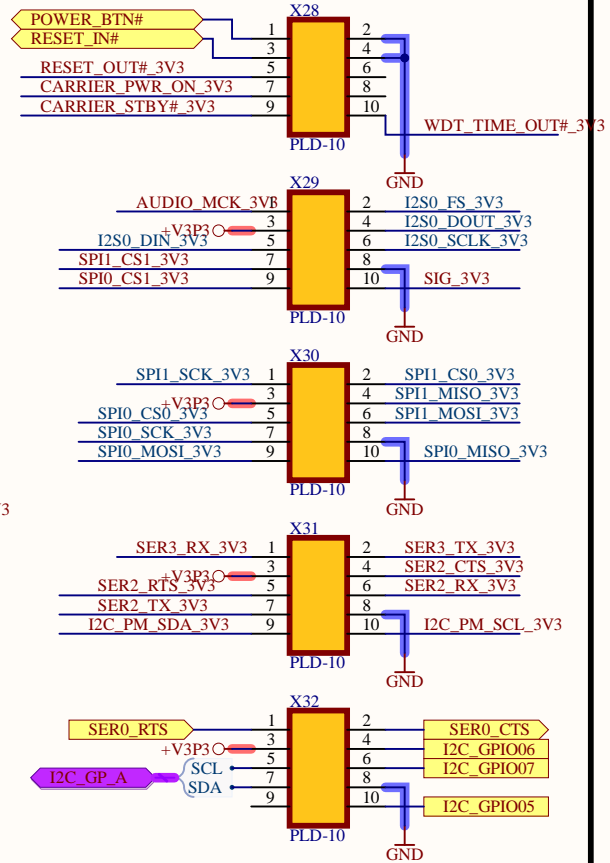 X28
POWER_BTN#
1 2
RESET_IN#
3 4
RESET_OUT#_3V3 5 6
CARRIER_PWR_ON_3V3 7 8
CARRIER_STBY#_3V3 9 10
WDT_TIME_OUT#_3V3
PLD-10
GND
X29
AUDIO_MCK_3V3 1 2 I2S0_FS_3V3
+V3P3 3 4 I2S0_DOUT_3V3
I2S0_DIN_3V3 5 6 I2S0_SCLK_3V3
SPI1_CS1_3V3 7 8
SPI0_CS1_3V3 9 10 SIG_3V3
PLD-10
GND
X30
SPI1_SCK_3V3 1 2 SPI1_CS0_3V3
+V3P3 3 4 SPI1_MISO_3V3
SPI0_CS0_3V3 5 6 SPI1_MOSI_3V3
SPI0_SCK_3V3 7 8
SPI0_MOSI_3V3 9 10 SPI0_MISO_3V3
PLD-10
GND
3
X31
SER3_RX_3V3 1 2 SER3_TX_3V3
+V3P3 3 4 SER2_CTS_3V3
SER2_RTS_3V3 5 6 SER2_RX_3V3
SER2_TX_3V3 7 8
I2C_PM_SDA_3V3 9 10 I2C_PM_SCL_3V3
PLD-10
GND
X32
SER0_RTS 1 2 SER0_CTS
+V3P3 3 4 I2C_GPIO06
SCL 5 6 I2C_GPIO07
I2C_GP_A
SDA 7 8
9 10 I2C_GPIO05
PLD-10
GND